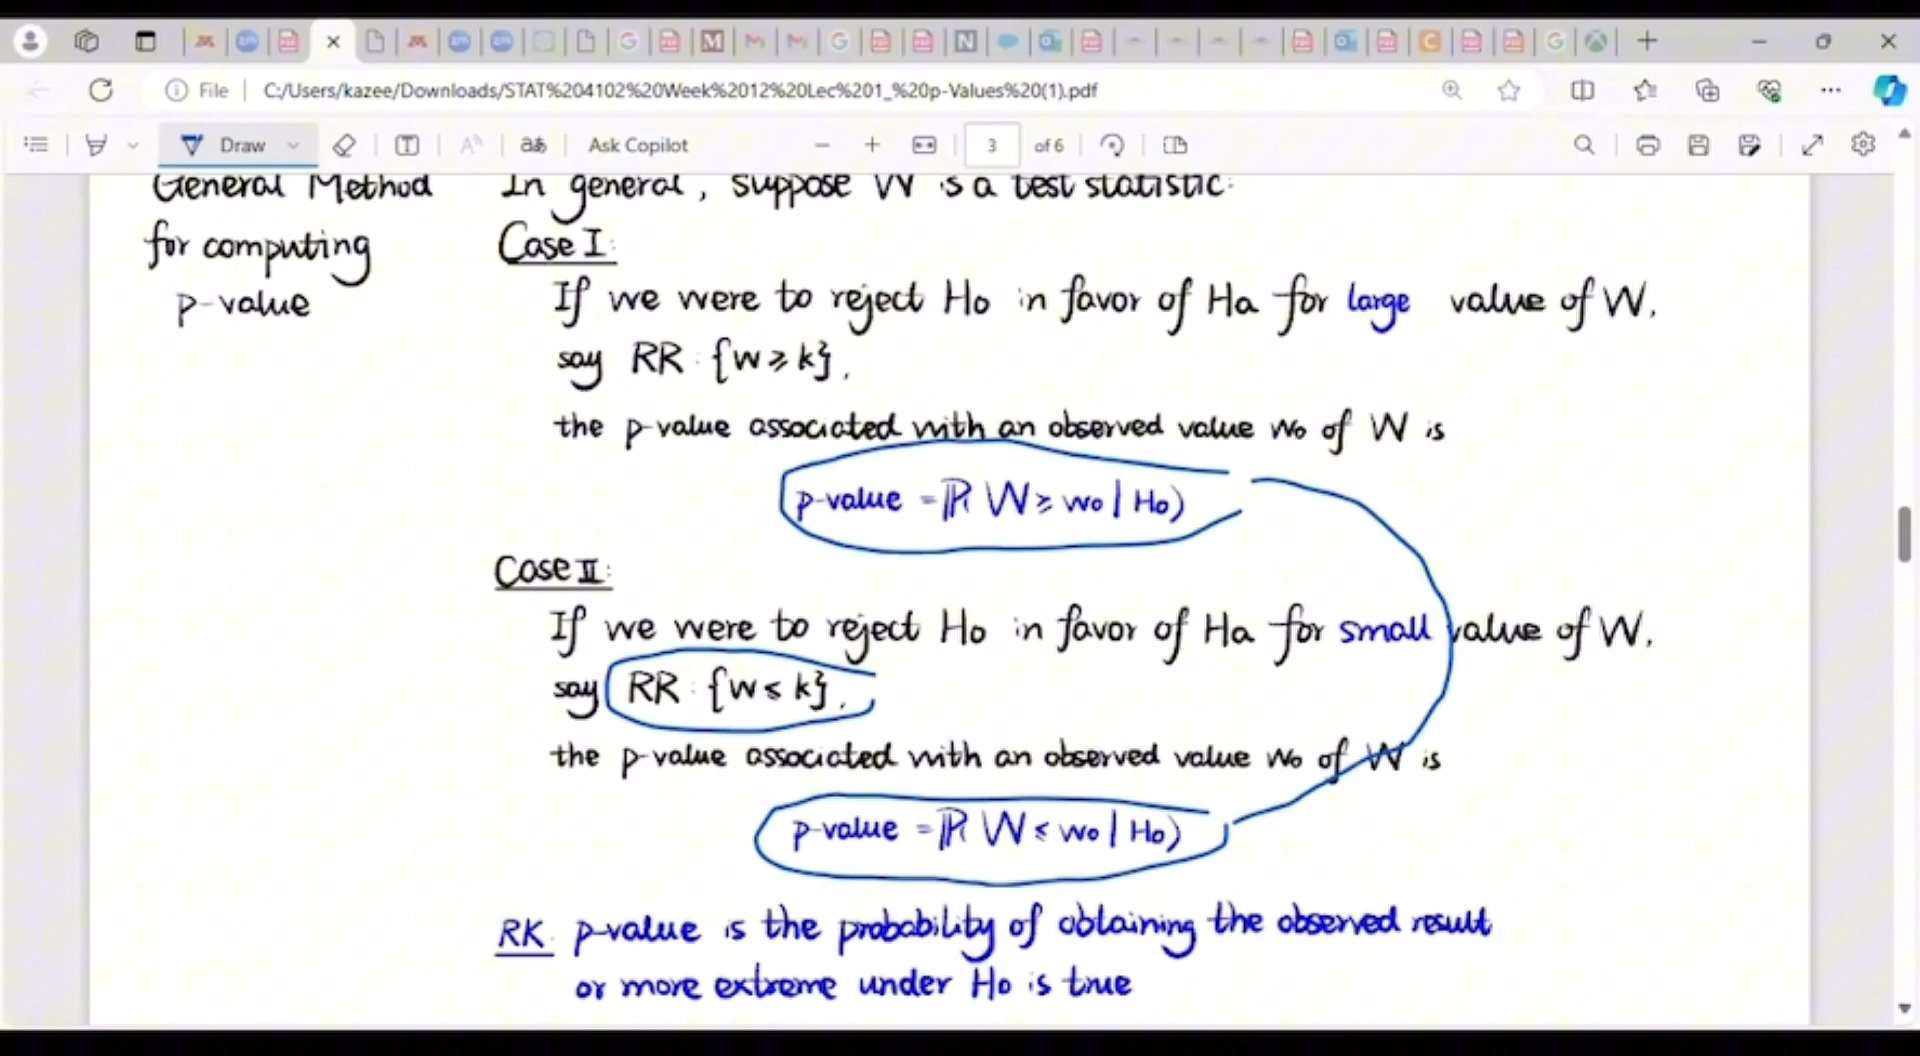 File C:/Users/kazee/Downloads/STAT%204102%20Week%2012%20Lec%201_%20p-Values%20(1).pdf
Draw Ask Copilot 3 of 6
General Method
for computing
p-value
In general, suppose W is a test statistic:
Case I:
If we were to reject Ho in favor of Ha for large value of W,
say RR: {W ≥ k},
the p-value associated with an observed value wo of W is
p-value = ℙ( W ≥ wo | Ho)
Case II:
If we were to reject Ho in favor of Ha for small value of W,
say RR: {W ≤ k},
the p-value associated with an observed value wo of W is
p-value = ℙ( W ≤ wo | Ho)
RK: p-value is the probability of obtaining the observed result
or more extreme under Ho is true